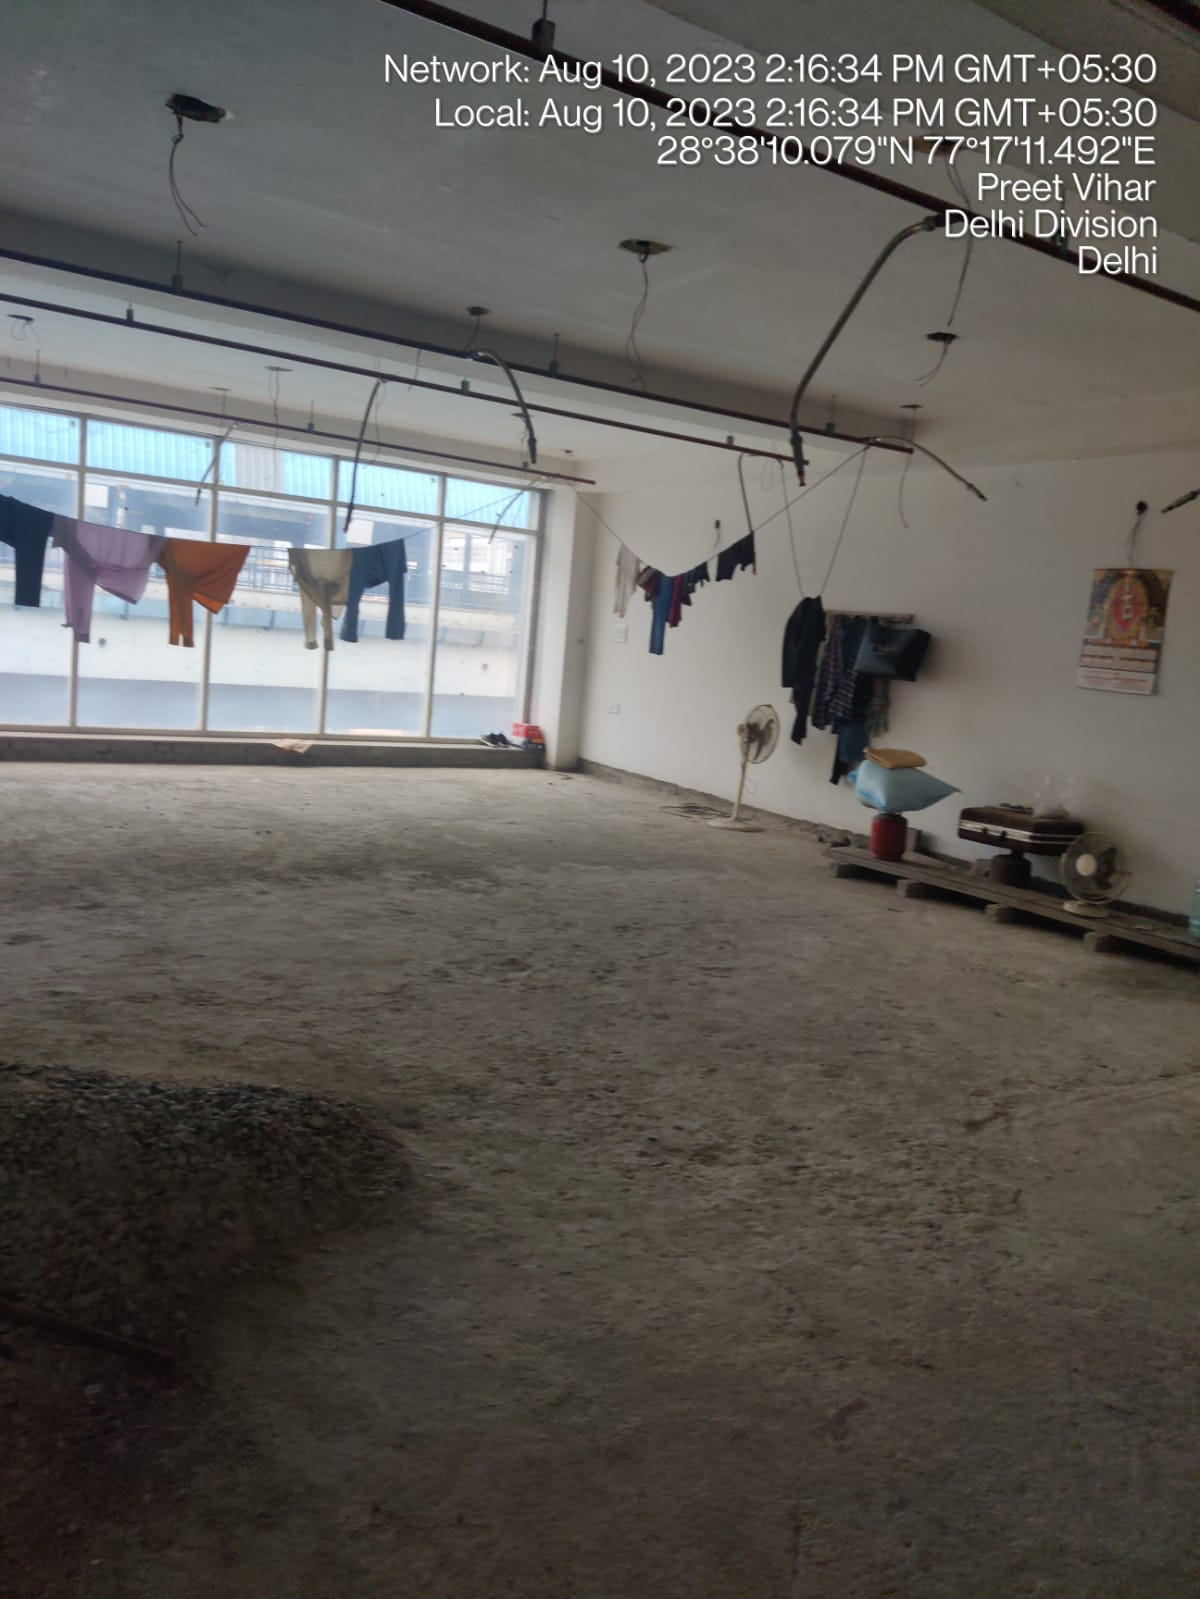 Network: Aug 10, 2023 2:16:34 PM GMT+05:30
Local: Aug 10, 2023 2:16:34 PM GMT+05:30
28°38'10.079"N 77°17'11.492"E
Preet Vihar
Delhi Division
Delhi